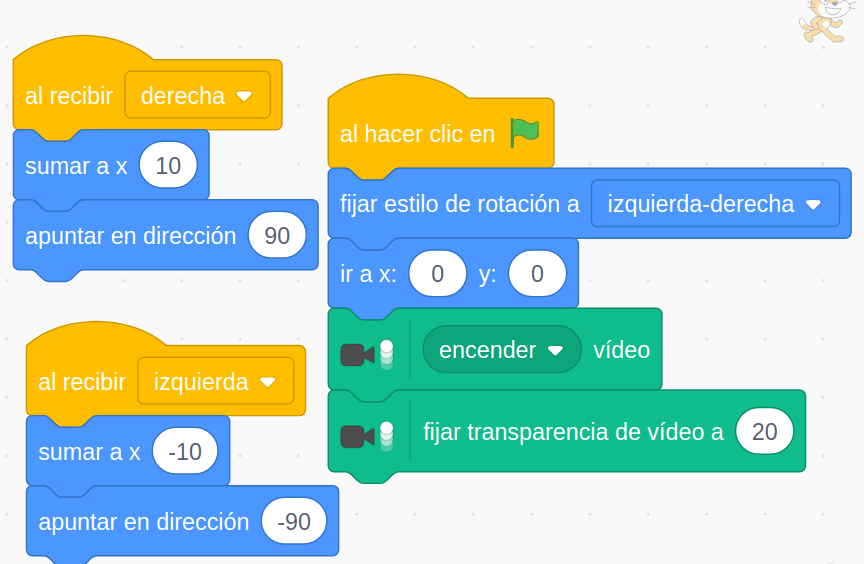 al recibir derecha
sumar a x 10
apuntar en dirección 90
al recibir izquierda
sumar a x -10
apuntar en dirección -90
al hacer clic en
fijar estilo de rotación a izquierda-derecha
ir a x: 0 y: 0
encender vídeo
fijar transparencia de vídeo a 20